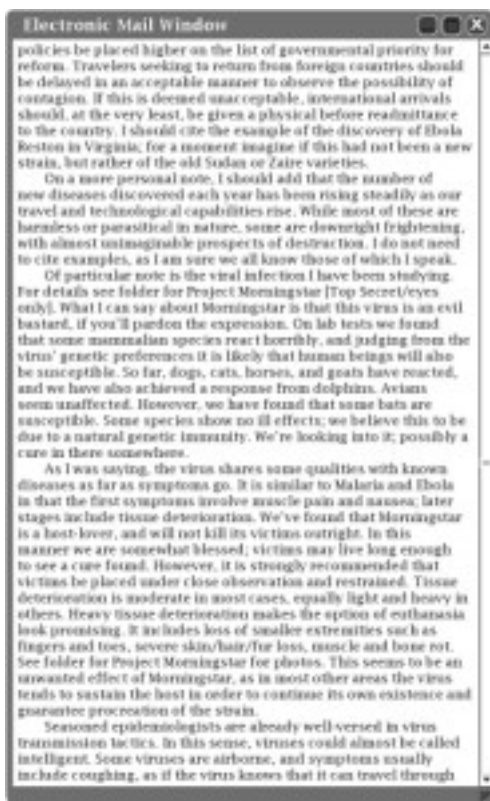 Electronic Mail Window
policies be placed higher on the list of governmental priority for
reform. Travelers seeking to return from foreign countries should
be delayed in an acceptable manner to observe the possibility of
contagion. If this is deemed unacceptable, international arrivals
should, at the very least, be given a physical before readmittance
to the country. I should cite the example of the discovery of Ebola
Reston in Virginia; for a moment imagine if this had not been a new
strain, but rather of the old Sudan or Zaire varieties.
On a more personal note, I should add that the number of
new diseases discovered each year has been rising steadily as our
travel and technological capabilities rise. While most of these are
harmless or parasitical in nature, some are downright frightening,
with almost unimaginable prospects of destruction. I do not need
to cite examples, as I am sure we all know those of which I speak.
Of particular note is the viral infection I have been studying.
For details see folder for Project Morningstar [Top Secret/eyes
only]. What I can say about Morningstar is that this virus is an evil
bastard, if you'll pardon the expression. On lab tests we found
that some mammalian species react horribly, and judging from the
virus' genetic preferences it is likely that human beings will also
be susceptible. So far, dogs, cats, horses, and goats have reacted,
and we have also achieved a response from dolphins. Avians
seem unaffected. However, we have found that some bats are
susceptible. Some species show no ill effects; we believe this to be
due to a natural genetic immunity. We're looking into it; possibly a
cure in there somewhere.
As I was saying, the virus shares some qualities with known
diseases as far as symptoms go. It is similar to Malaria and Ebola
in that the first symptoms involve muscle pain and nausea; later
stages include tissue deterioration. We've found that Morningstar
is a host-lover, and will not kill its victims outright. In this
manner we are somewhat blessed; victims may live long enough
to see a cure found. However, it is strongly recommended that
victims be placed under close observation and restrained. Tissue
deterioration is moderate in most cases, equally light and heavy in
others. Heavy tissue deterioration makes the option of euthanasia
look promising. It includes loss of smaller extremities such as
fingers and toes, severe skin/hair/fur loss, muscle and bone rot.
See folder for Project Morningstar for photos. This seems to be an
unwanted effect of Morningstar, as in most other areas the virus
tends to sustain the host in order to continue its own existence and
guarantee procreation of the strain.
Seasoned epidemiologists are already well-versed in virus
transmission tactics. In this sense, viruses could almost be called
intelligent. Some viruses are airborne, and symptoms usually
include coughing, as if the virus knows that it can travel through